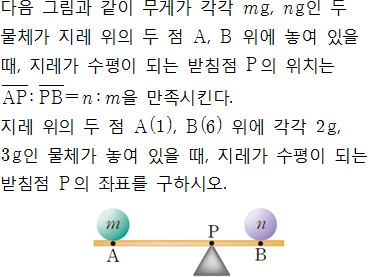 다음 그림과 같이 무게가 각각 mg, ng인 두
물체가 지레 위의 두 점 A, B 위에 놓여 있을
때, 지레가 수평이 되는 받침점 P의 위치는
AP : PB = n : m을 만족시킨다.
지레 위의 두 점 A(1), B(6) 위에 각각 2g,
3g인 물체가 놓여 있을 때, 지레가 수평이 되는
받침점 P의 좌표를 구하시오.
m P n
A B